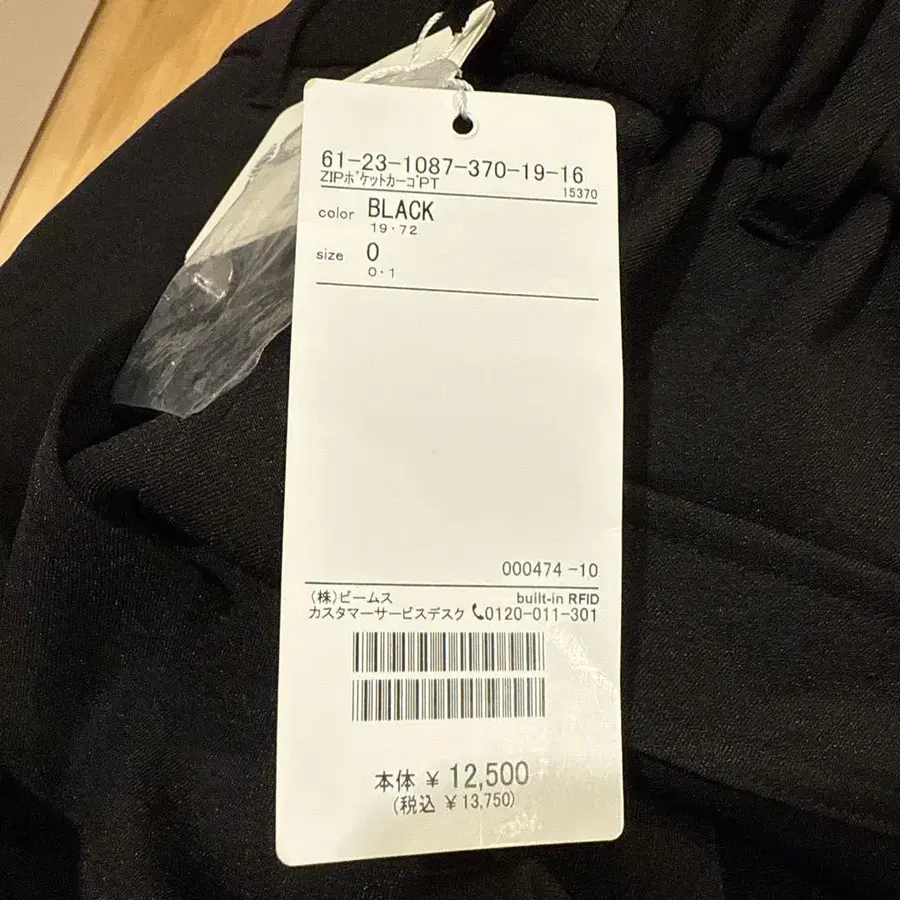 61-23-1087-370-19-16
ZIPポケットカーゴPT
15370
color BLACK
19・72
size 0
0・1
000474 -10
(株)ビームス built-in RFID
カスタマーサービスデスク 0120-011-301
本体 ¥ 12,500
(税込 ¥13,750)